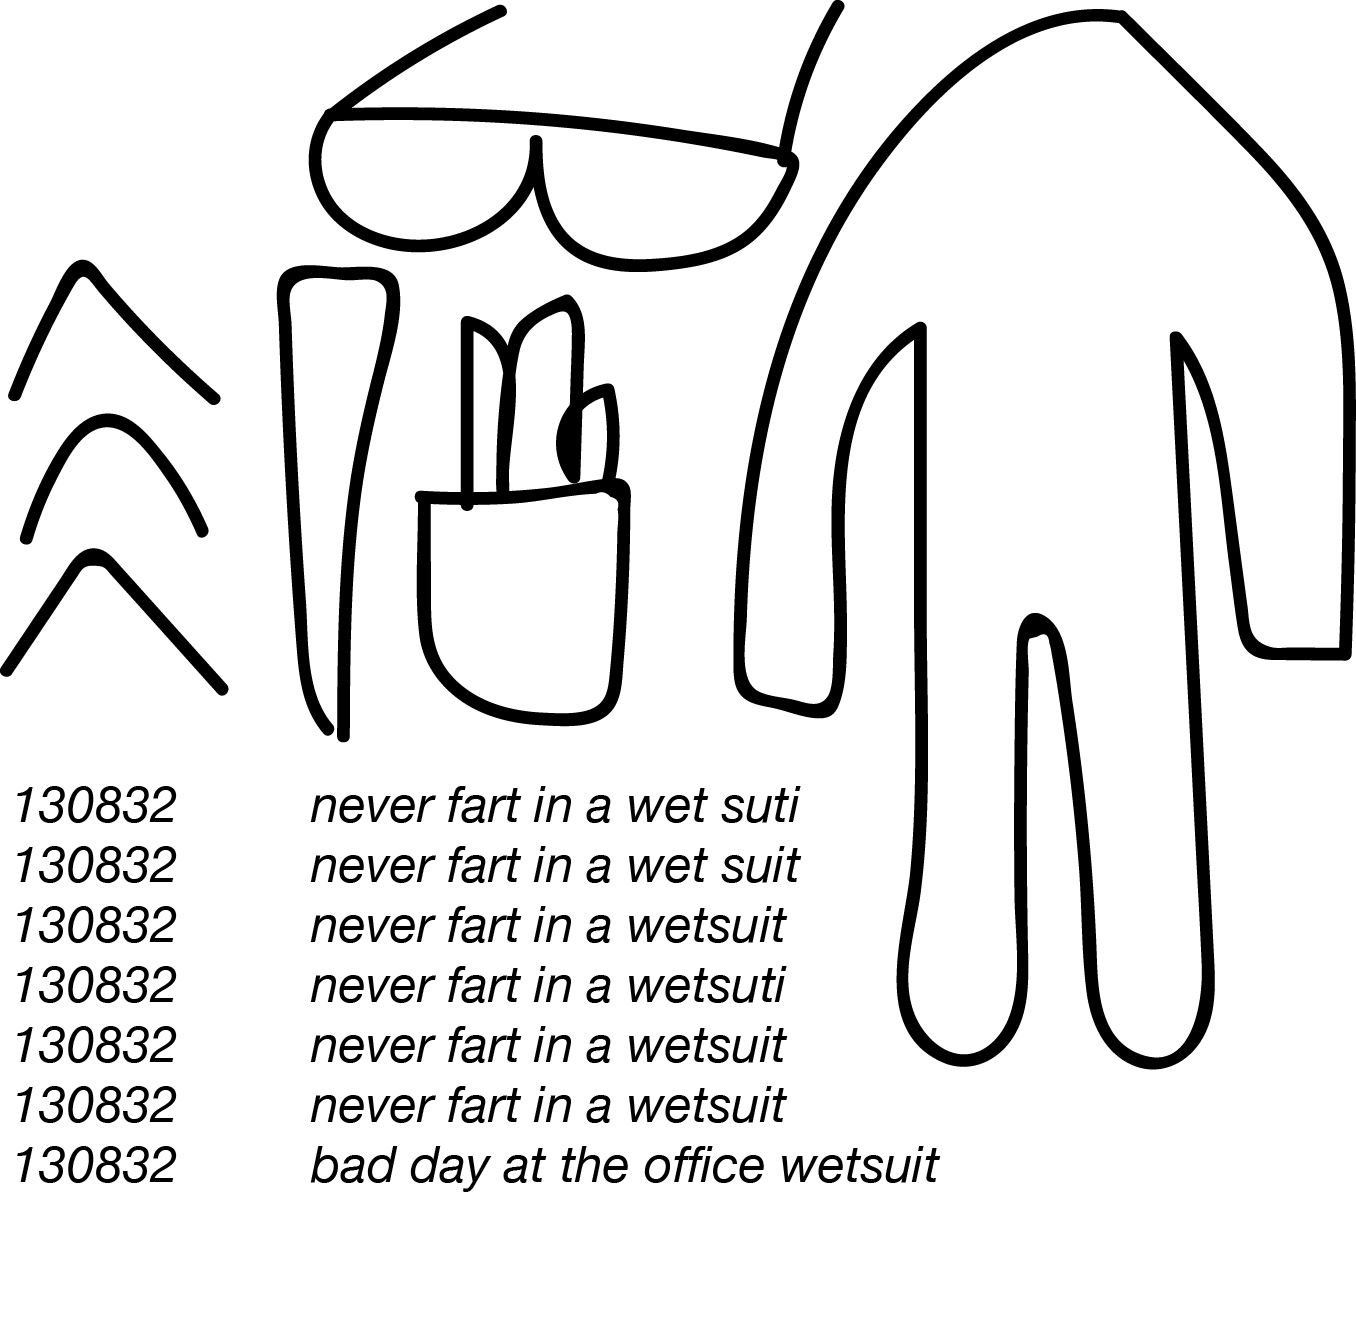 130832 never fart in a wet suti
130832 never fart in a wet suit
130832 never fart in a wetsuit
130832 never fart in a wetsuti
130832 never fart in a wetsuit
130832 never fart in a wetsuit
130832 bad day at the office wetsuit